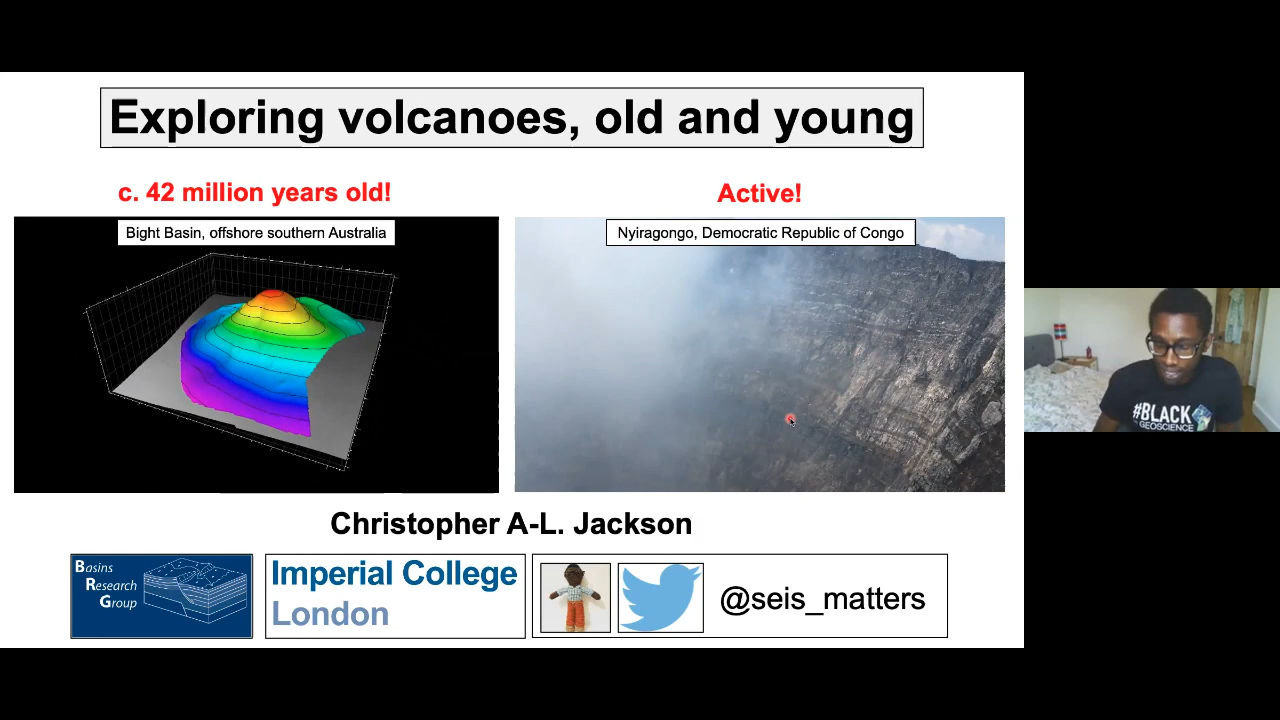 Exploring volcanoes, old and young
c. 42 million years old!
Active!
Bight Basin, offshore southern Australia
Nyiragongo, Democratic Republic of Congo
#BLACK
GEOSCIENCE
Christopher A-L. Jackson
Basins
Research
Group
Imperial College
London
@seis_matters